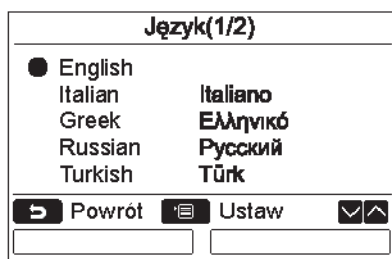 Język(1/2)
English
Italian Italiano
Greek Ελληνικό
Russian Русский
Turkish Türk
Powrót Ustaw